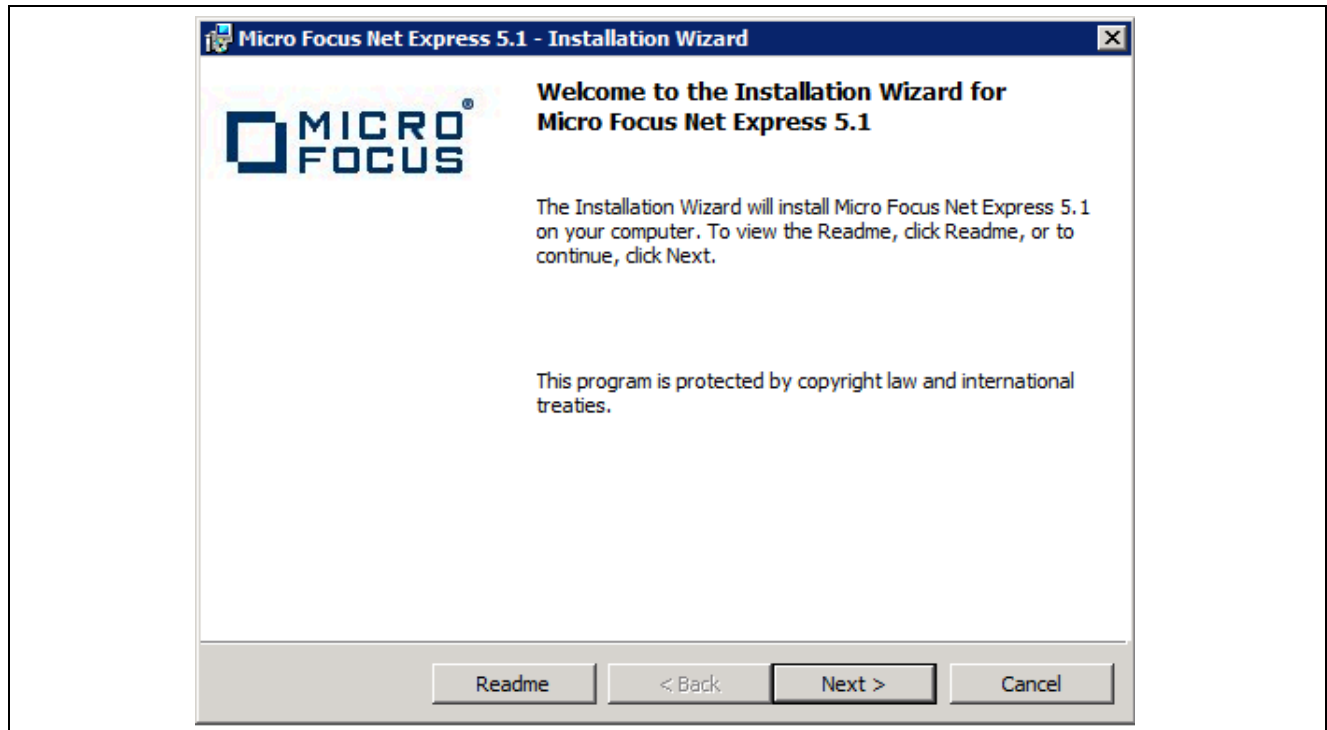 Micro Focus Net Express 5.1 - Installation Wizard
MICRO®
FOCUS
Welcome to the Installation Wizard for
Micro Focus Net Express 5.1
The Installation Wizard will install Micro Focus Net Express 5.1
on your computer. To view the Readme, click Readme, or to
continue, click Next.
This program is protected by copyright law and international
treaties.
Readme
< Back
Next >
Cancel